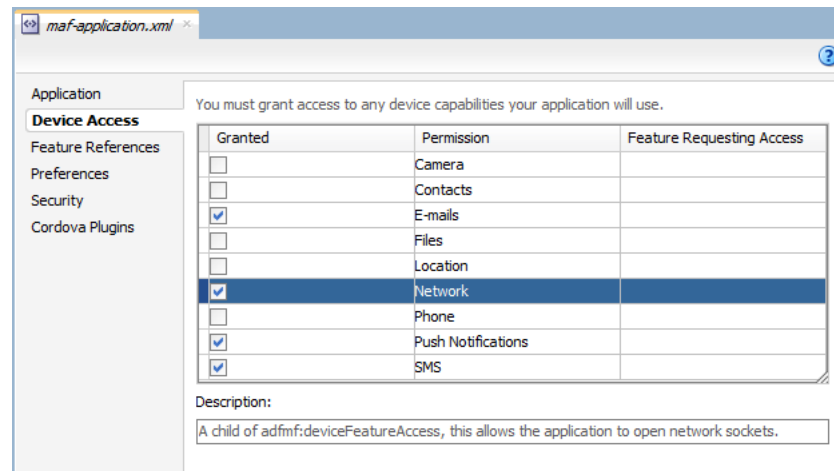 maf-application.xml
Application
Device Access
Feature References
Preferences
Security
Cordova Plugins
You must grant access to any device capabilities your application will use.
Granted Permission Feature Requesting Access
Camera
Contacts
E-mails
Files
Location
Network
Phone
Push Notifications
SMS
Description:
A child of adfmf:deviceFeatureAccess, this allows the application to open network sockets.